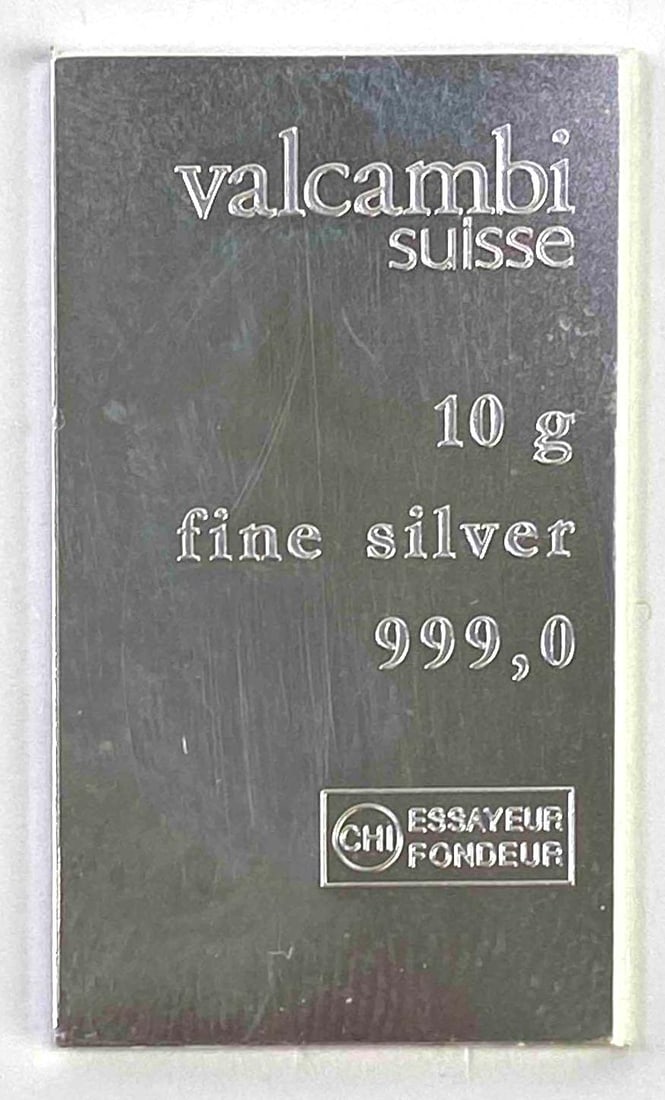 valcambi
suisse
10 g
fine silver
999,0
CHI ESSAYEUR
FONDEUR